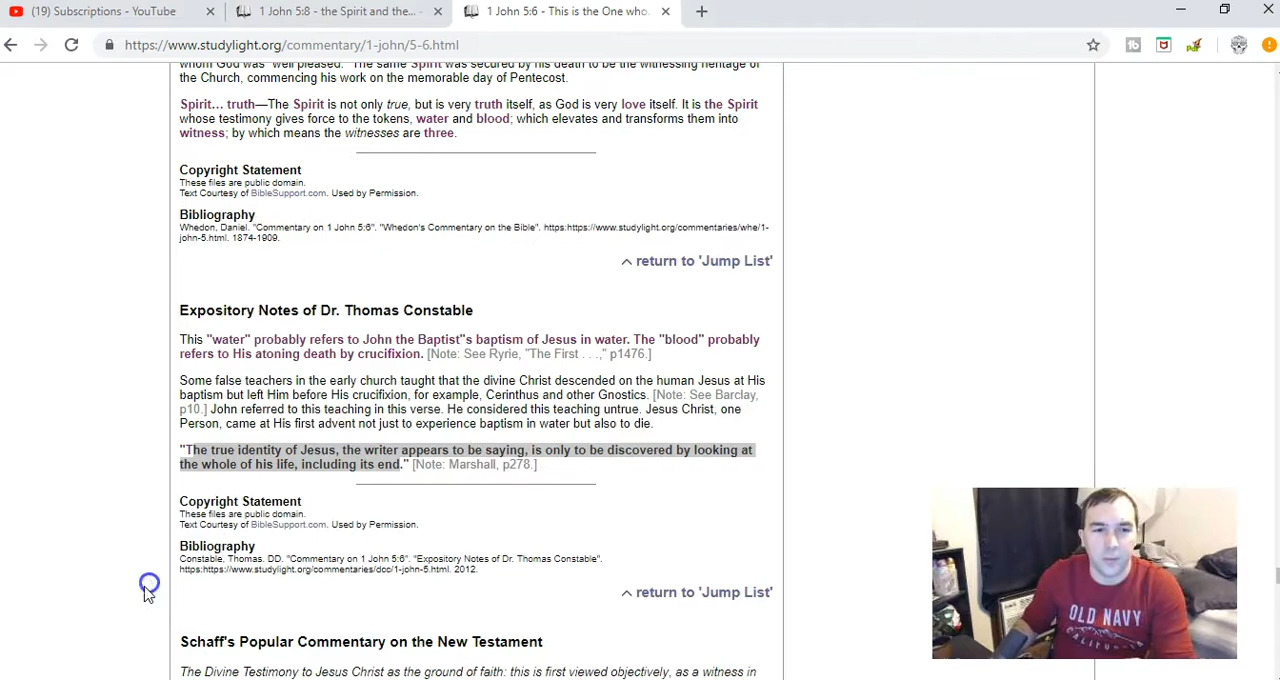 (19) Subscriptions - YouTube
1 John 5:8 - the Spirit and the...
1 John 5:6 - This is the One who.
https://www.studylight.org/commentary/1-john/5-6.html
whom God was "well pleased." The same Spirit was secured by his death to be the witnessing heritage of
the Church, commencing his work on the memorable day of Pentecost.
Spirit... truth—The Spirit is not only true, but is very truth itself, as God is very love itself. It is the Spirit
whose testimony gives force to the tokens, water and blood; which elevates and transforms them into
witness; by which means the witnesses are three.
Copyright Statement
These files are public domain.
Text Courtesy of BibleSupport.com. Used by Permission.
Bibliography
Whedon, Daniel. "Commentary on 1 John 5:6". "Whedon's Commentary on the Bible". https:https://www.studylight.org/commentaries/whe/1-
john-5.html. 1874-1909.
^ return to 'Jump List'
Expository Notes of Dr. Thomas Constable
This "water" probably refers to John the Baptist"s baptism of Jesus in water. The "blood" probably
refers to His atoning death by crucifixion. [Note: See Ryrie, "The First . . .," p1476.]
Some false teachers in the early church taught that the divine Christ descended on the human Jesus at His
baptism but left Him before His crucifixion, for example, Cerinthus and other Gnostics. [Note: See Barclay,
p10.] John referred to this teaching in this verse. He considered this teaching untrue. Jesus Christ, one
Person, came at His first advent not just to experience baptism in water but also to die.
"The true identity of Jesus, the writer appears to be saying, is only to be discovered by looking at
the whole of his life, including its end." [Note: Marshall, p278.]
Copyright Statement
These files are public domain.
Text Courtesy of BibleSupport.com. Used by Permission.
Bibliography
Constable, Thomas. DD. "Commentary on 1 John 5:6". "Expository Notes of Dr. Thomas Constable".
https:https://www.studylight.org/commentaries/dcc/1-john-5.html. 2012.
^ return to 'Jump List'
Schaff's Popular Commentary on the New Testament
The Divine Testimony to Jesus Christ as the ground of faith: this is first viewed objectively, as a witness in
OLD NAVY
CALIFORNIA